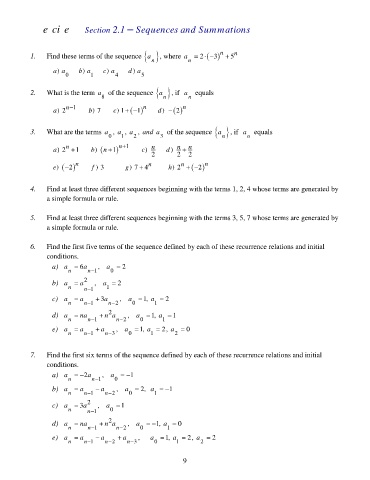 e ci e Section 2.1 – Sequences and Summations
1. Find these terms of the sequence {a_n}, where a_n = 2·(−3)^n + 5^n
a) a_0 b) a_1 c) a_4 d) a_5
2. What is the term a_8 of the sequence {a_n}, if a_n equals
a) 2^{n−1} b) 7 c) 1+(−1)^n d) −(2)^n
3. What are the terms a_0, a_1, a_2, and a_3 of the sequence {a_n}, if a_n equals
a) 2^n + 1 b) (n+1)^{n+1} c) n/2 d) n/2 + n/2
e) (−2)^n f) 3 g) 7 + 4^n h) 2^n + (−2)^n
4. Find at least three different sequences beginning with the terms 1, 2, 4 whose terms are generated by
a simple formula or rule.
5. Find at least three different sequences beginning with the terms 3, 5, 7 whose terms are generated by
a simple formula or rule.
6. Find the first five terms of the sequence defined by each of these recurrence relations and initial
conditions.
a) a_n = 6a_{n−1}, a_0 = 2
b) a_n = a_{n−1}^2, a_1 = 2
c) a_n = a_{n−1} + 3a_{n−2}, a_0 = 1, a_1 = 2
d) a_n = na_{n−1} + n^2 a_{n−2}, a_0 = 1, a_1 = 1
e) a_n = a_{n−1} + a_{n−3}, a_0 = 1, a_1 = 2, a_2 = 0
7. Find the first six terms of the sequence defined by each of these recurrence relations and initial
conditions.
a) a_n = −2a_{n−1}, a_0 = −1
b) a_n = a_{n−1} − a_{n−2}, a_0 = 2, a_1 = −1
c) a_n = 3a_{n−1}^2, a_0 = 1
d) a_n = na_{n−1} + n^2 a_{n−2}, a_0 = −1, a_1 = 0
e) a_n = a_{n−1} − a_{n−2} + a_{n−3}, a_0 = 1, a_1 = 2, a_2 = 2
9